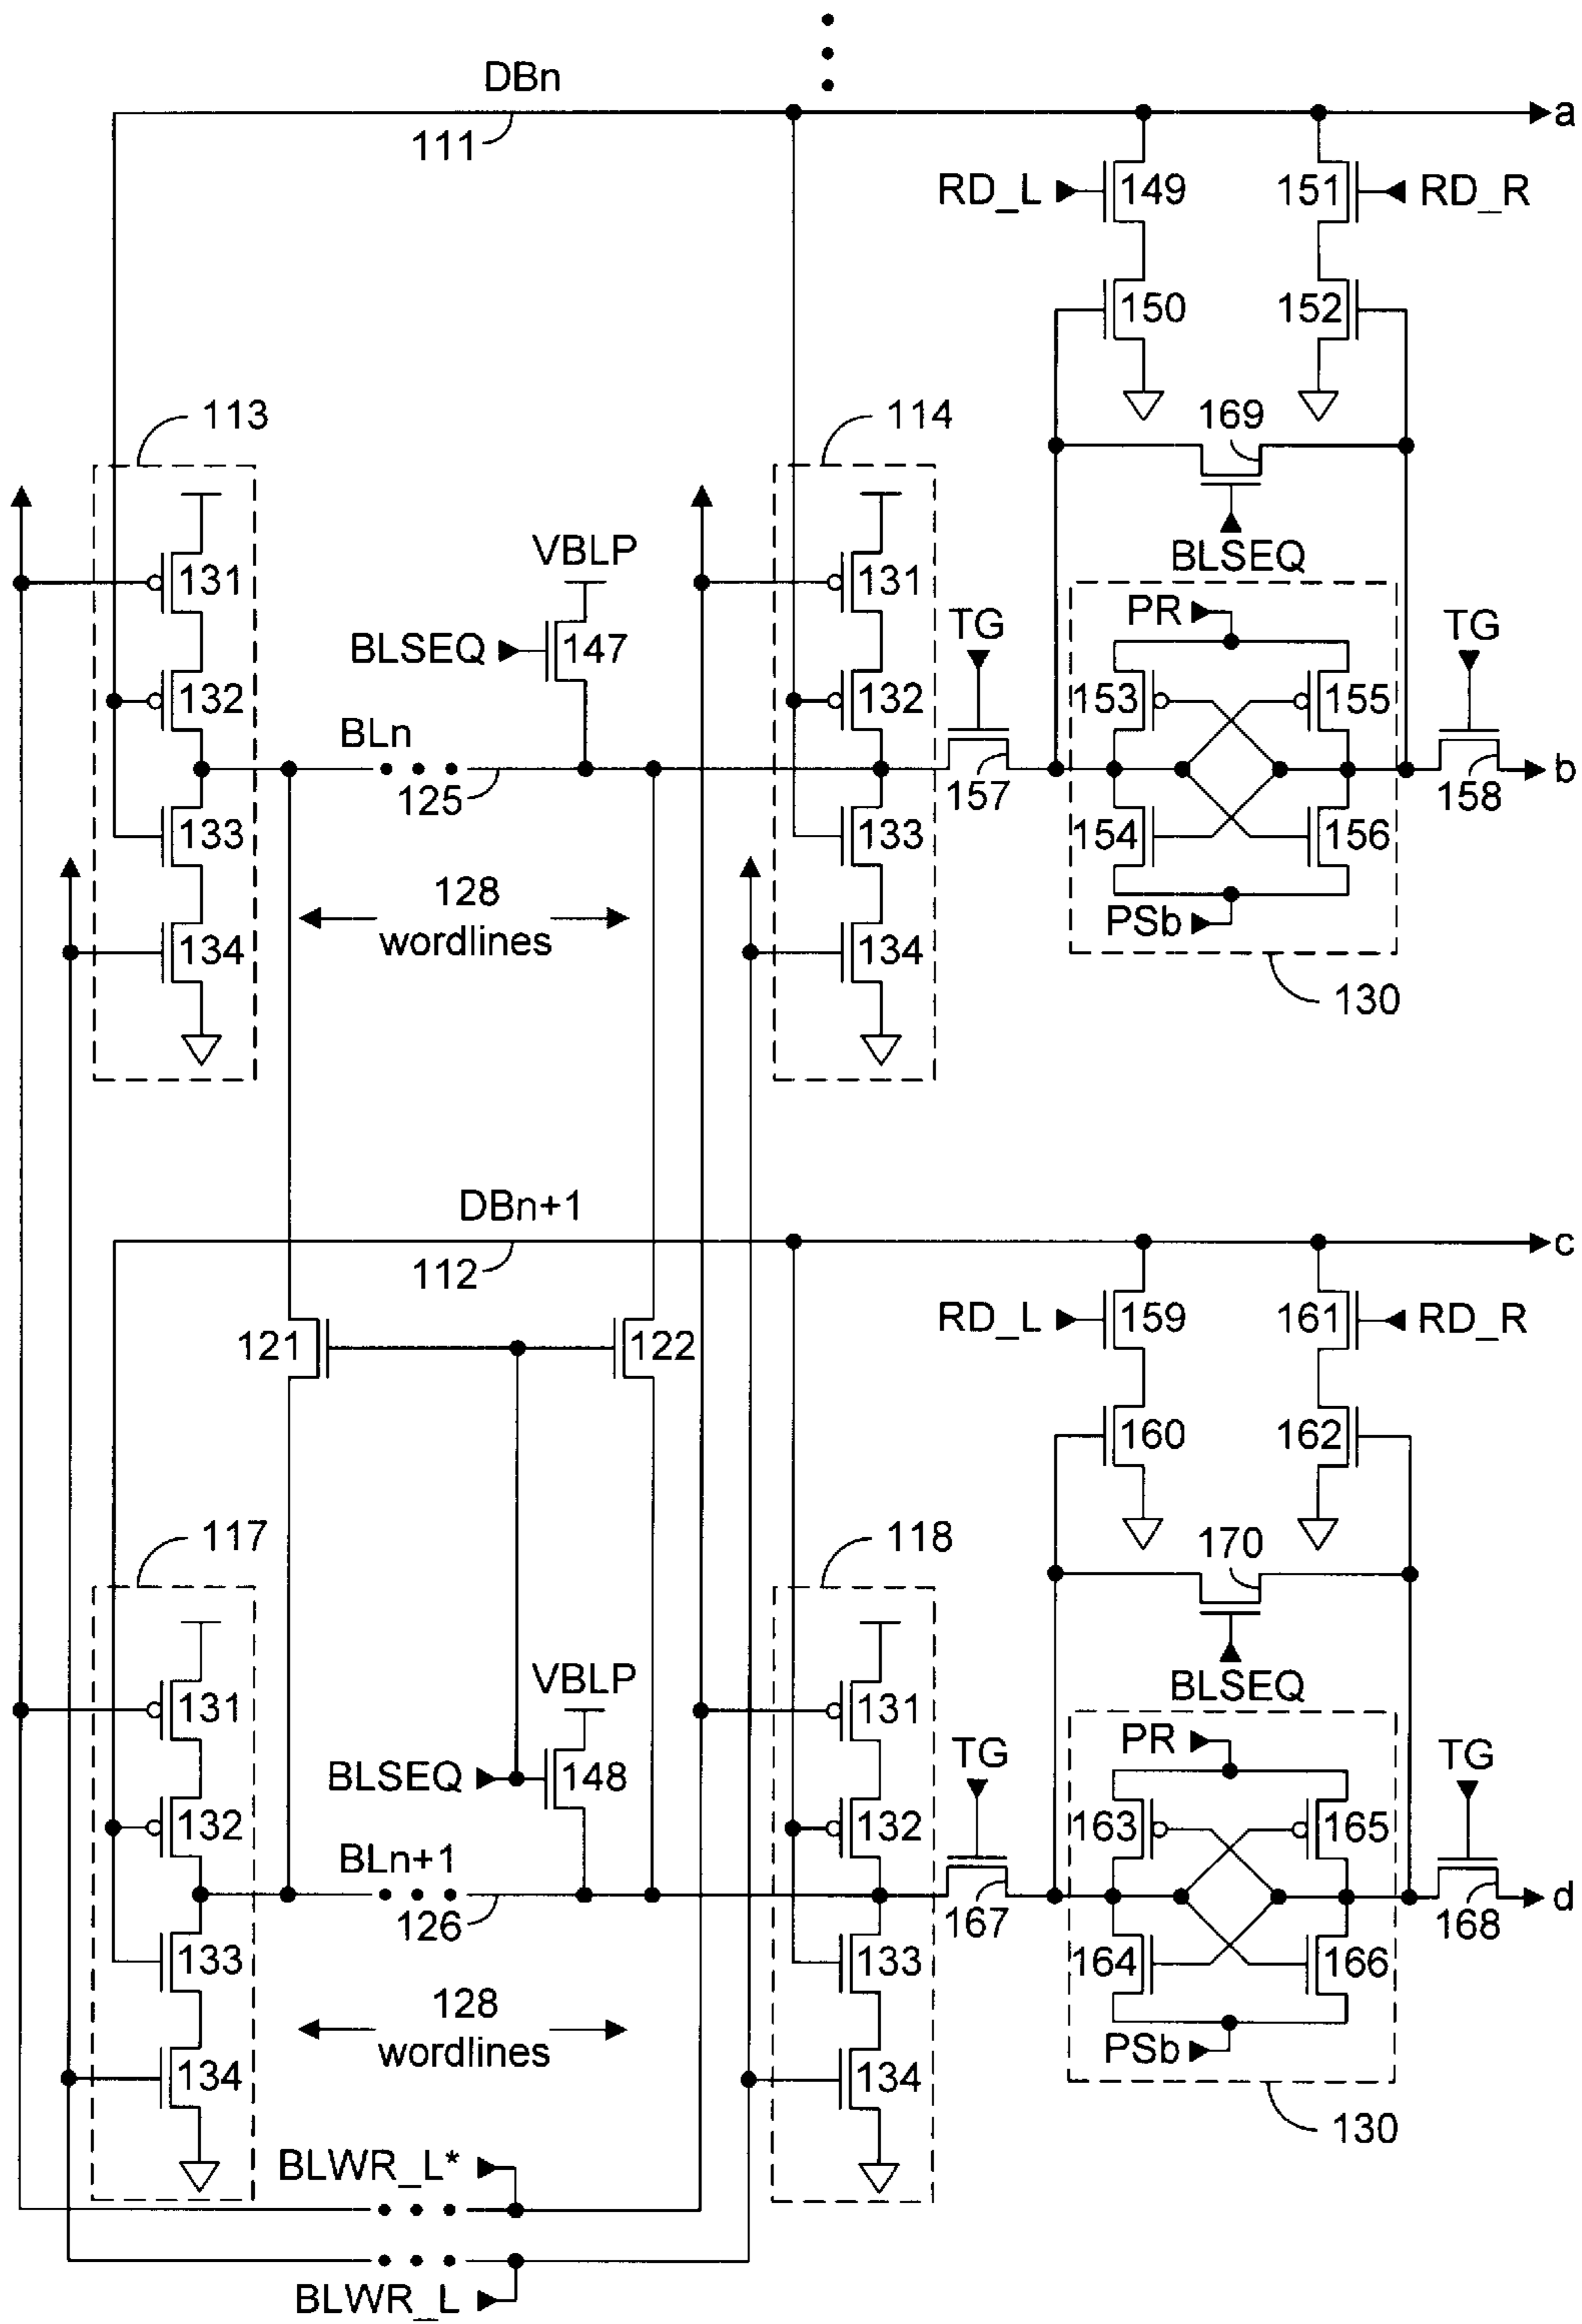 DBn
111
a
RD_L
149
151
RD_R
150
152
113
114
169
BLSEQ
131
VBLP
131
PR
TG
TG
BLSEQ
147
132
132
153
155
BLn
125
157
158
b
133
133
154
156
128
wordlines
134
134
PSb
130
DBn+1
112
c
RD_L
159
161
RD_R
121
122
160
162
117
118
170
BLSEQ
131
VBLP
131
PR
TG
TG
BLSEQ
148
132
132
163
165
BLn+1
126
167
168
d
133
133
164
166
128
wordlines
134
134
PSb
130
BLWR_L*
BLWR_L